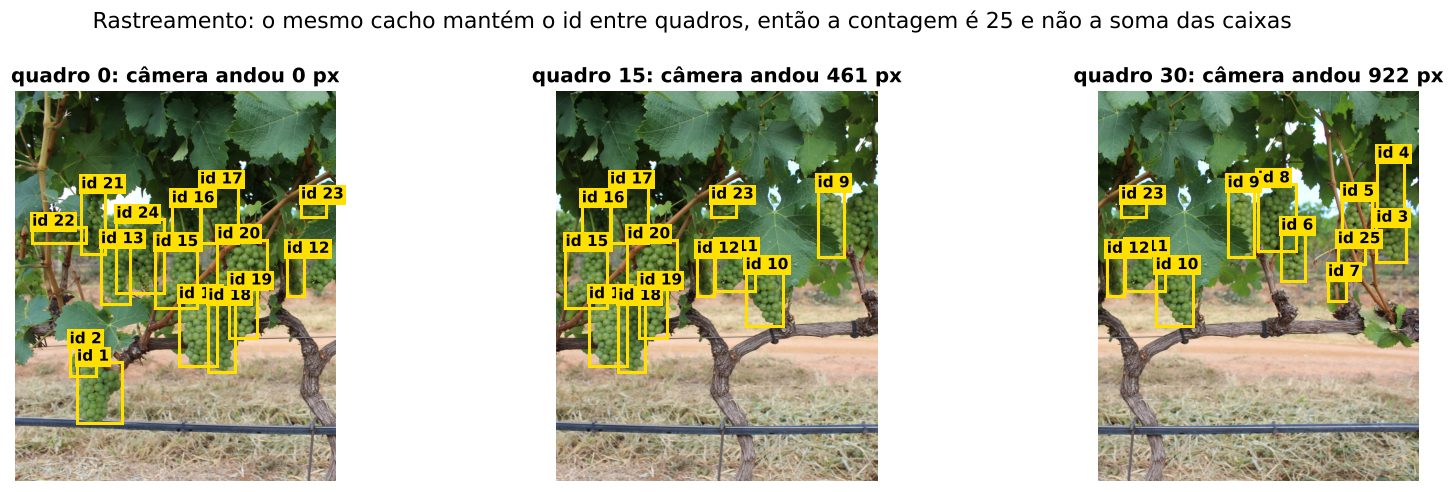 Rastreamento: o mesmo cacho mantém o id entre quadros, então a contagem é 25 e não a soma das caixas
quadro 0: câmera andou 0 px
id 21
id 17
id 16
id 23
id 22
id 24
id 13
id 15
id 20
id 12
id 19
id 18
id 2
id 1
quadro 15: câmera andou 461 px
id 17
id 16
id 23
id 9
id 15
id 20
id 12
id 10
id 19
id 18
quadro 30: câmera andou 922 px
id 4
id 23
id 9
id 8
id 5
id 3
id 6
id 25
id 12
id 10
id 7